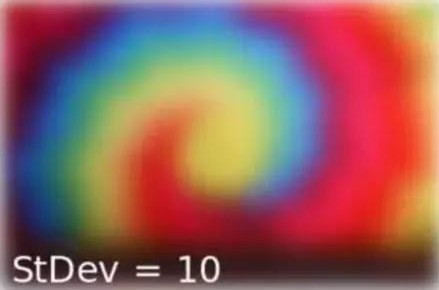 StDev = 10